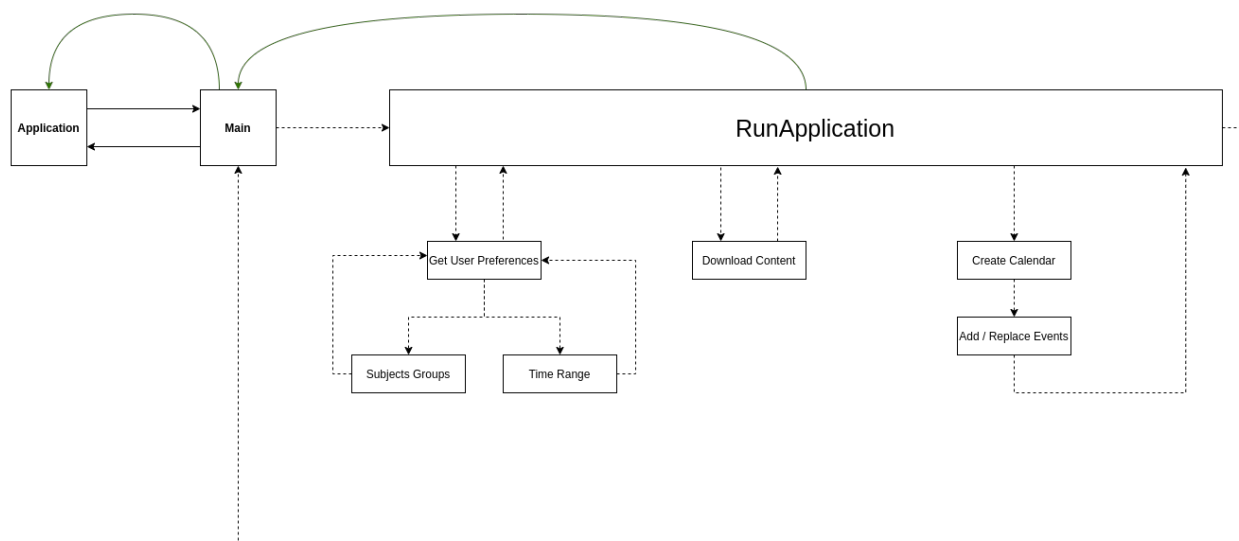 Application
Main
RunApplication
Get User Preferences
Download Content
Create Calendar
Add / Replace Events
Subjects Groups
Time Range